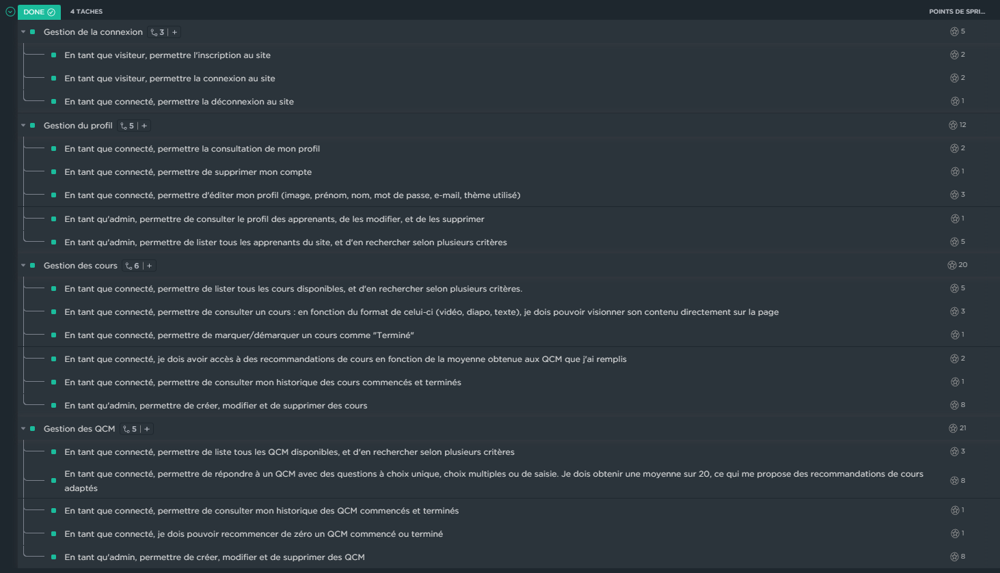 DONE 4 TACHES POINTS DE SPRI...
Gestion de la connexion 3 | + 5
En tant que visiteur, permettre l'inscription au site 2
En tant que visiteur, permettre la connexion au site 2
En tant que connecté, permettre la déconnexion au site 1
Gestion du profil 5 | + 12
En tant que connecté, permettre la consultation de mon profil 2
En tant que connecté, permettre de supprimer mon compte 1
En tant que connecté, permettre d'éditer mon profil (image, prénom, nom, mot de passe, e-mail, thème utilisé) 3
En tant qu'admin, permettre de consulter le profil des apprenants, de les modifier, et de les supprimer 1
En tant qu'admin, permettre de lister tous les apprenants du site, et d'en rechercher selon plusieurs critères 5
Gestion des cours 6 | + 20
En tant que connecté, permettre de lister tous les cours disponibles, et d'en rechercher selon plusieurs critères. 5
En tant que connecté, permettre de consulter un cours : en fonction du format de celui-ci (vidéo, diapo, texte), je dois pouvoir visionner son contenu directement sur la page 3
En tant que connecté, permettre de marquer/démarquer un cours comme "Terminé" 1
En tant que connecté, je dois avoir accès à des recommandations de cours en fonction de la moyenne obtenue aux QCM que j'ai remplis 2
En tant que connecté, permettre de consulter mon historique des cours commencés et terminés 1
En tant qu'admin, permettre de créer, modifier et de supprimer des cours 8
Gestion des QCM 5 | + 21
En tant que connecté, permettre de liste tous les QCM disponibles, et d'en rechercher selon plusieurs critères 3
En tant que connecté, permettre de répondre à un QCM avec des questions à choix unique, choix multiples ou de saisie. Je dois obtenir une moyenne sur 20, ce qui me propose des recommandations de cours 8
adaptés
En tant que connecté, permettre de consulter mon historique des QCM commencés et terminés 1
En tant que connecté, je dois pouvoir recommencer de zéro un QCM commencé ou terminé 1
En tant qu'admin, permettre de créer, modifier et de supprimer des QCM 8